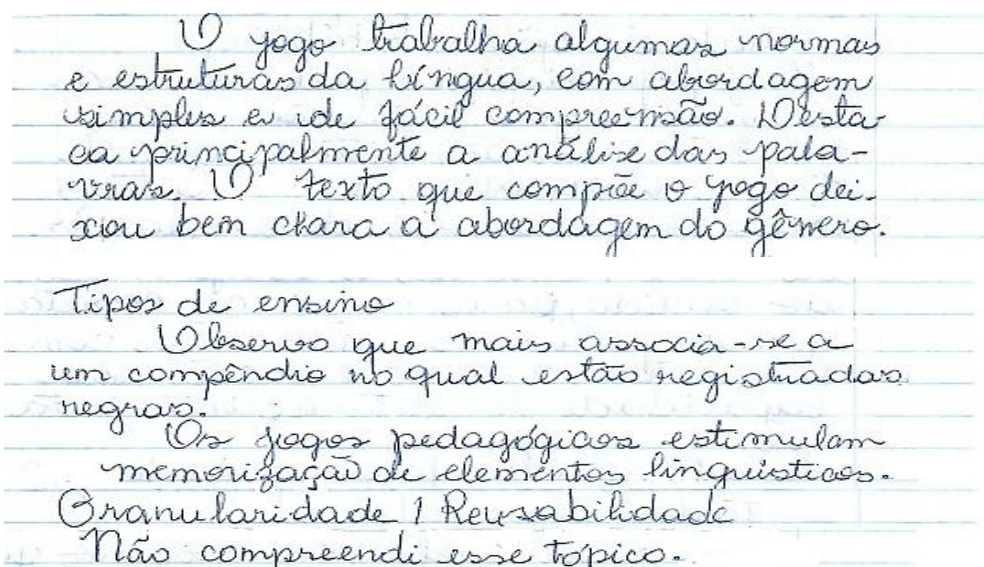 O jogo trabalha algumas normas
e estruturas da língua, com abordagem
simples e de fácil compreensão. Desta-
ca principalmente a análise das pala-
vras. O texto que compõe o jogo dei-
xou bem clara a abordagem do gênero.
Tipos de ensino
Observo que mais associa-se a
um compêndio no qual estão registradas
regras.
Os jogos pedagógicos estimulam
memorização de elementos linguísticos.
Granularidade / Reusabilidade
Não compreendi esse tópico.